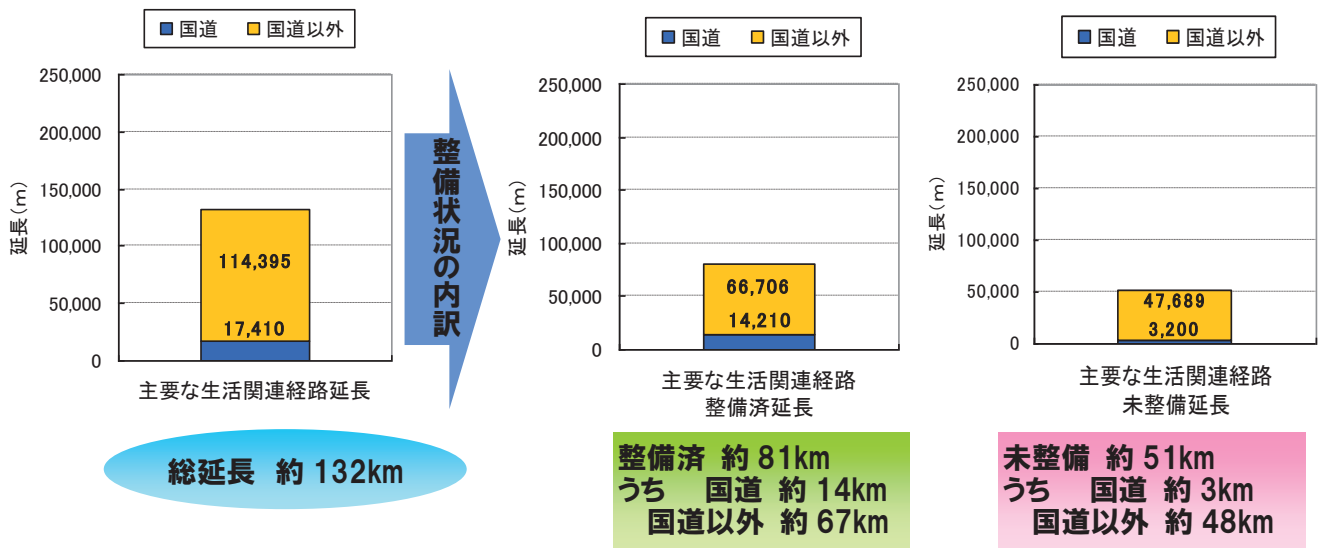 国道 国道以外
250,000
200,000
150,000
100,000
50,000
0
延長(m)
114,395
17,410
主要な生活関連経路延長
総延長 約 132km
整備状況の内訳
国道 国道以外
250,000
200,000
150,000
100,000
50,000
0
延長(m)
66,706
14,210
主要な生活関連経路
整備済延長
整備済 約 81km
うち 国道 約 14km
国道以外 約 67km
国道 国道以外
250,000
200,000
150,000
100,000
50,000
0
延長(m)
47,689
3,200
主要な生活関連経路
未整備延長
未整備 約 51km
うち 国道 約 3km
国道以外 約 48km